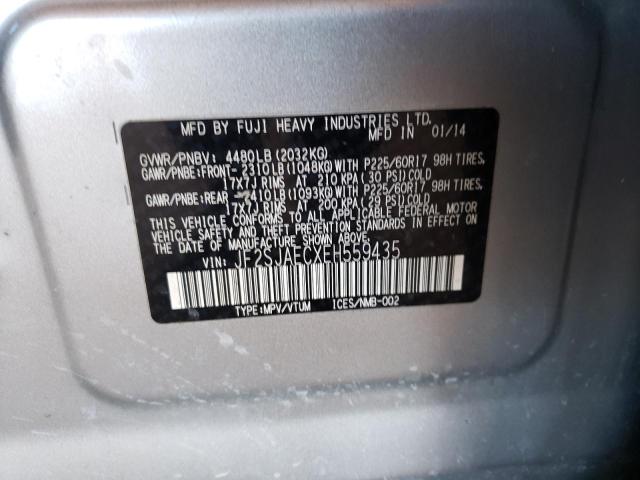 MFD BY FUJI HEAVY INDUSTRIES LTD.
MFD IN 01/14
GVWR/PNBV: 4480LB (2032KG)
GAWR/PNBE:FRONT- 2310LB (1048KG) WITH P225/60R17 98H TIRES.
17X7J RIMS AT 210 KPA (30 PSI) COLD
GAWR/PNBE:REAR -2410LB (1093KG) WITH P225/60R17 98H TIRES.
17X7J RIMS AT 200 KPA (29 PSI) COLD
THIS VEHICLE CONFORMS TO ALL APPLICABLE FEDERAL MOTOR
VEHICLE SAFETY AND THEFT PREVENTION STANDARDS IN EFFECT ON
THE DATE OF MANUFACTURE SHOWN ABOVE.
VIN: JF2SJAECXEH559435
TYPE:MPV/VTUM ICES/NMB-002